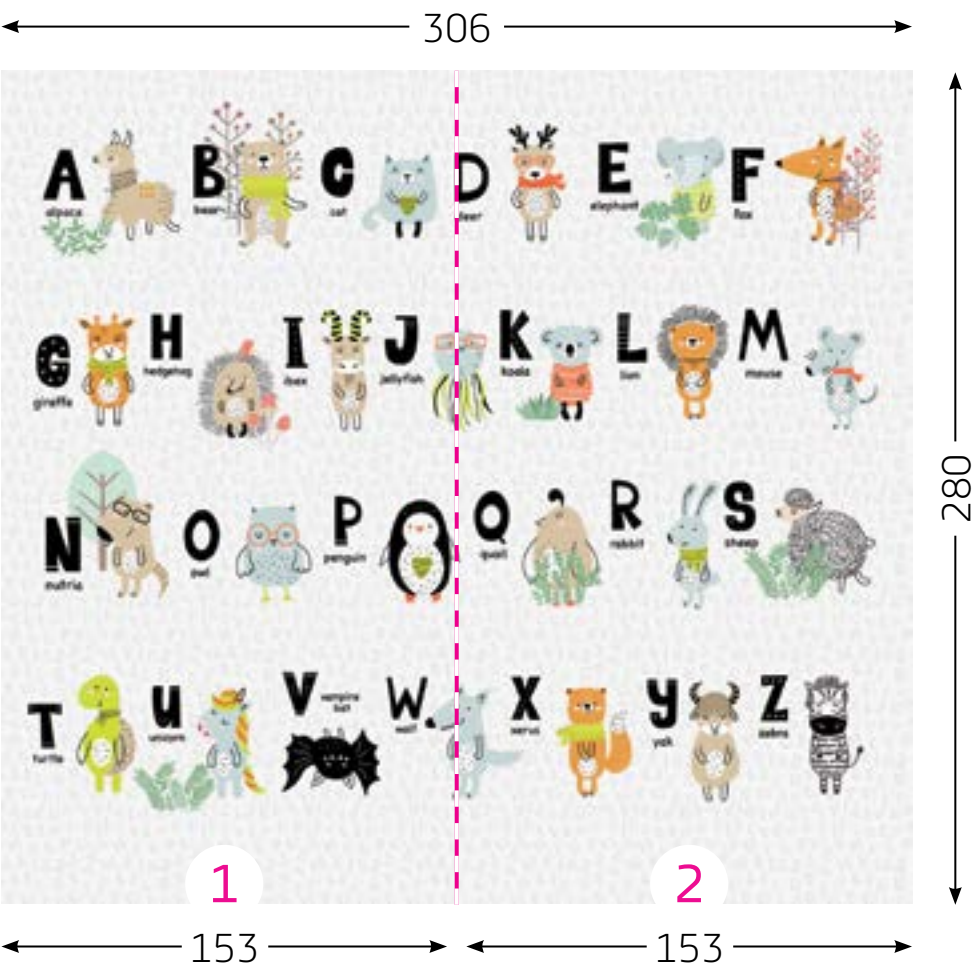 306
A B C D E F
alpaca bear cat deer elephant fox
G H I J K L M
giraffe hedgehog ibex jellyfish koala lion mouse
N O P Q R S
nutria owl penguin quail rabbit sheep
T U V W X Y Z
turtle unicorn vampire bat wolf xerus yak zebra
280
1 2
153 153